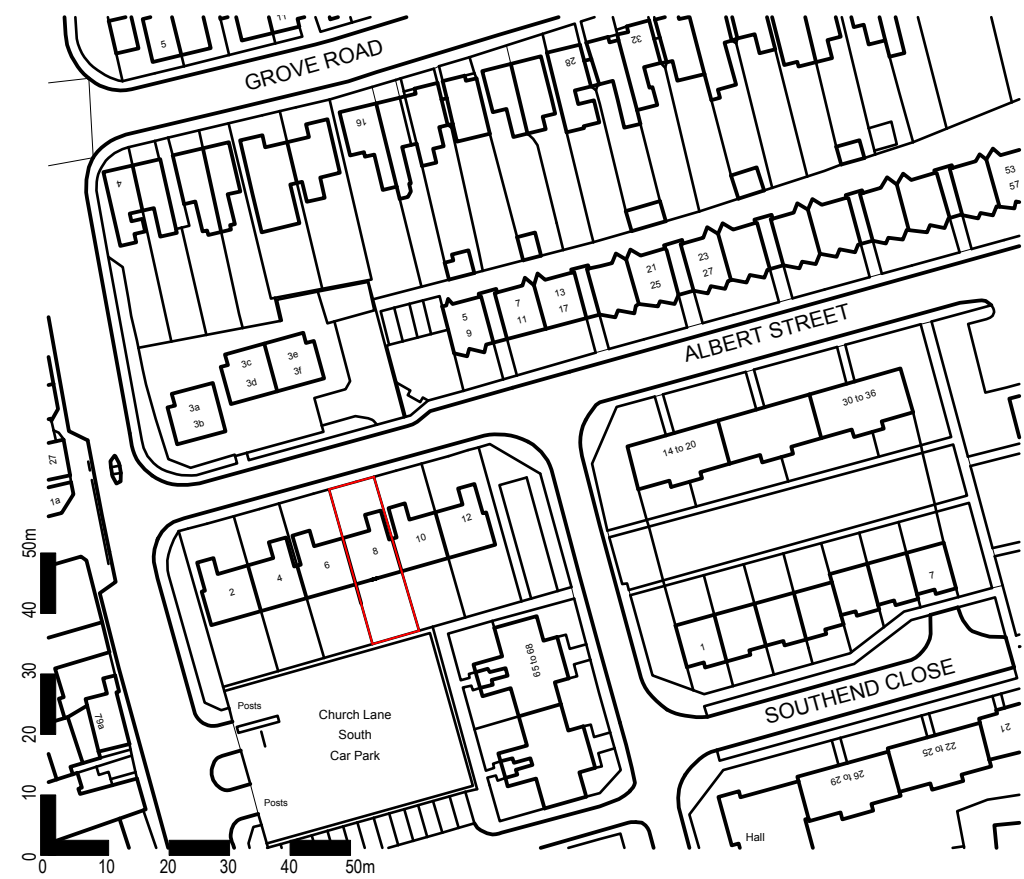 5
11
GROVE ROAD
32
28
16
4
53
57
21
25
23
27
13
17
7
11
5
9
ALBERT STREET
3e
3f
3c
3d
3a
3b
30 to 36
14 to 20
27
1a
12
10
8
6
4
2
7
1
65 to 68
SOUTHEND CLOSE
79a
Posts
Church Lane
South
Car Park
Posts
21
22 to 25
26 to 29
Hall
50m
40
30
20
10
0
0
10
20
30
40
50m